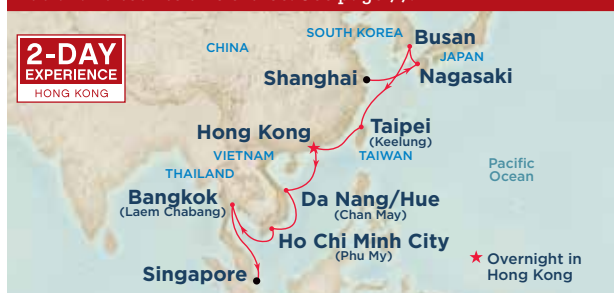 2-DAY
EXPERIENCE
HONG KONG
CHINA
SOUTH KOREA
Busan
JAPAN
Shanghai
Nagasaki
Hong Kong
Taipei
(Keelung)
VIETNAM
TAIWAN
THAILAND
Pacific
Ocean
Bangkok
(Laem Chabang)
Da Nang/Hue
(Chan May)
Ho Chi Minh City
(Phu My)
Singapore
Overnight in
Hong Kong